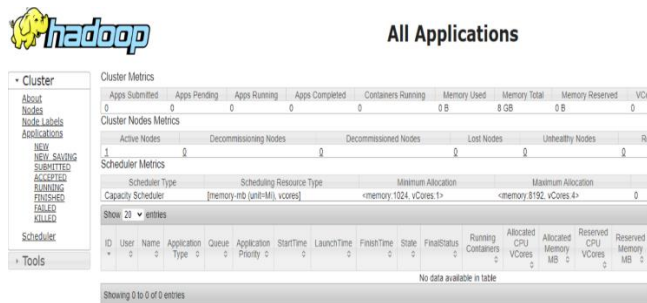 hadoop
All Applications
Cluster
About
Nodes
Node Labels
Applications
NEW
NEW_SAVING
SUBMITTED
ACCEPTED
RUNNING
FINISHED
FAILED
KILLED
Scheduler
Tools
Cluster Metrics
Apps Submitted Apps Pending Apps Running Apps Completed Containers Running Memory Used Memory Total Memory Reserved VCo
0 0 0 0 0 0 B 8 GB 0 B 0
Cluster Nodes Metrics
Active Nodes Decommissioning Nodes Decommissioned Nodes Lost Nodes Unhealthy Nodes R
1 0 0 0 0 0
Scheduler Metrics
Scheduler Type Scheduling Resource Type Minimum Allocation Maximum Allocation
Capacity Scheduler [memory-mb (unit=Mi), vcores] <memory:1024, vCores:1> <memory:8192, vCores:4> 0
Show 20 entries
ID User Name Application Type Queue Application Priority StartTime LaunchTime FinishTime State FinalStatus Running Containers Allocated CPU VCores Allocated Memory MB Reserved CPU VCores Reserved Memory MB
No data available in table
Showing 0 to 0 of 0 entries